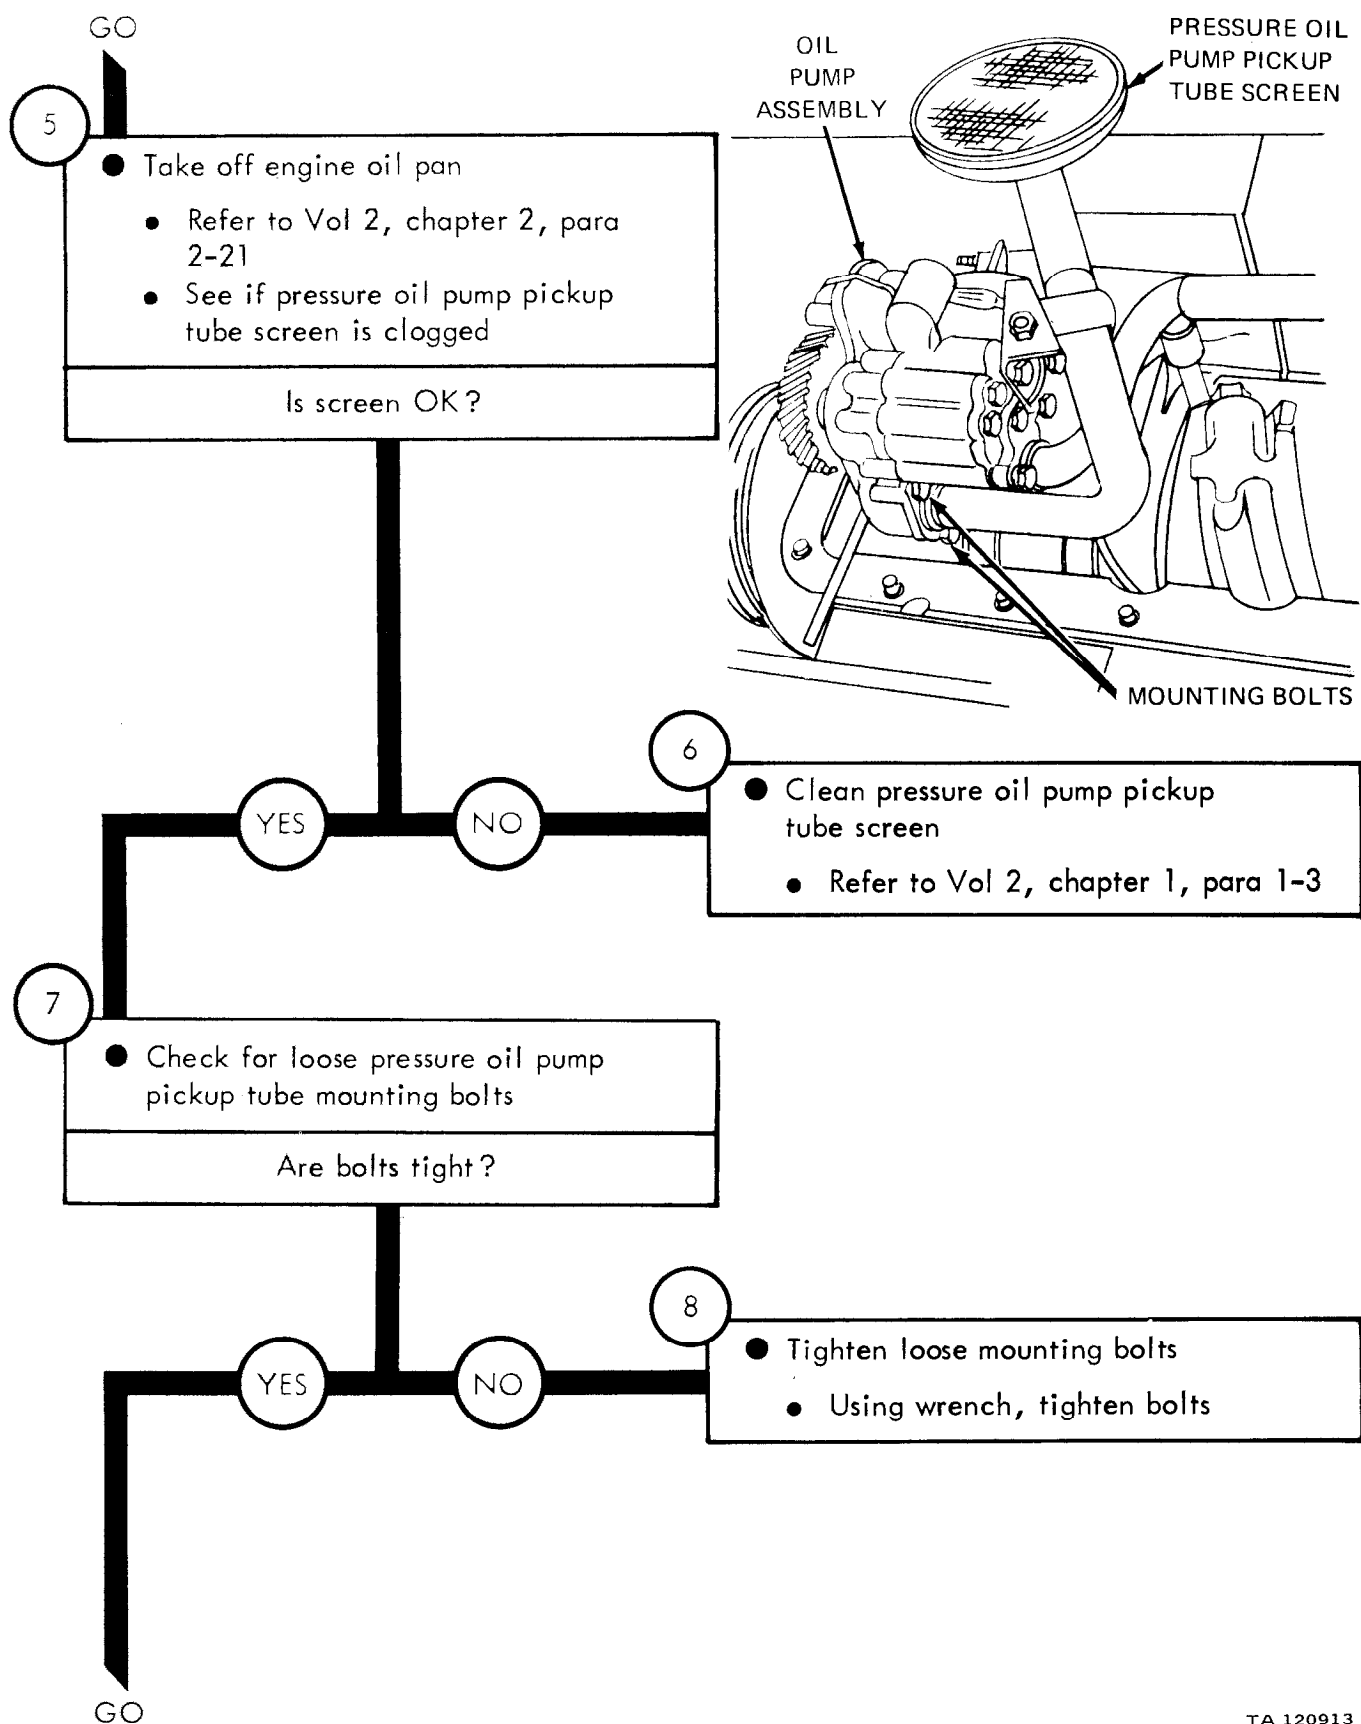 GO
5
● Take off engine oil pan
● Refer to Vol 2, chapter 2, para
2-21
● See if pressure oil pump pickup
tube screen is clogged
Is screen OK?
OIL
PUMP
ASSEMBLY
PRESSURE OIL
PUMP PICKUP
TUBE SCREEN
MOUNTING BOLTS
YES
NO
6
● Clean pressure oil pump pickup
tube screen
● Refer to Vol 2, chapter 1, para 1-3
7
● Check for loose pressure oil pump
pickup tube mounting bolts
Are bolts tight?
YES
NO
8
● Tighten loose mounting bolts
● Using wrench, tighten bolts
GO
TA 120913